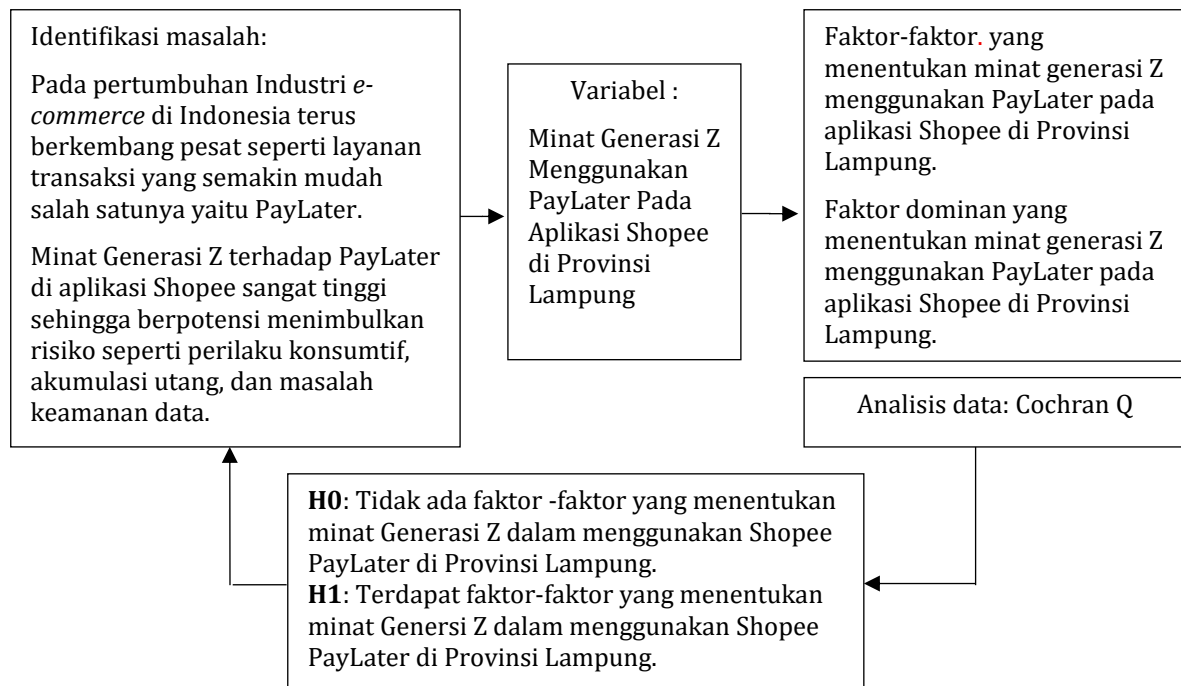 Identifikasi masalah:
Pada pertumbuhan Industri e-
commerce di Indonesia terus
berkembang pesat seperti layanan
transaksi yang semakin mudah
salah satunya yaitu PayLater.
Minat Generasi Z terhadap PayLater
di aplikasi Shopee sangat tinggi
sehingga berpotensi menimbulkan
risiko seperti perilaku konsumtif,
akumulasi utang, dan masalah
keamanan data.
Variabel :
Minat Generasi Z
Menggunakan
PayLater Pada
Aplikasi Shopee
di Provinsi
Lampung
Faktor-faktor. yang
menentukan minat generasi Z
menggunakan PayLater pada
aplikasi Shopee di Provinsi
Lampung.
Faktor dominan yang
menentukan minat generasi Z
menggunakan PayLater pada
aplikasi Shopee di Provinsi
Lampung.
Analisis data: Cochran Q
H0: Tidak ada faktor -faktor yang menentukan
minat Generasi Z dalam menggunakan Shopee
PayLater di Provinsi Lampung.
H1: Terdapat faktor-faktor yang menentukan
minat Genersi Z dalam menggunakan Shopee
PayLater di Provinsi Lampung.